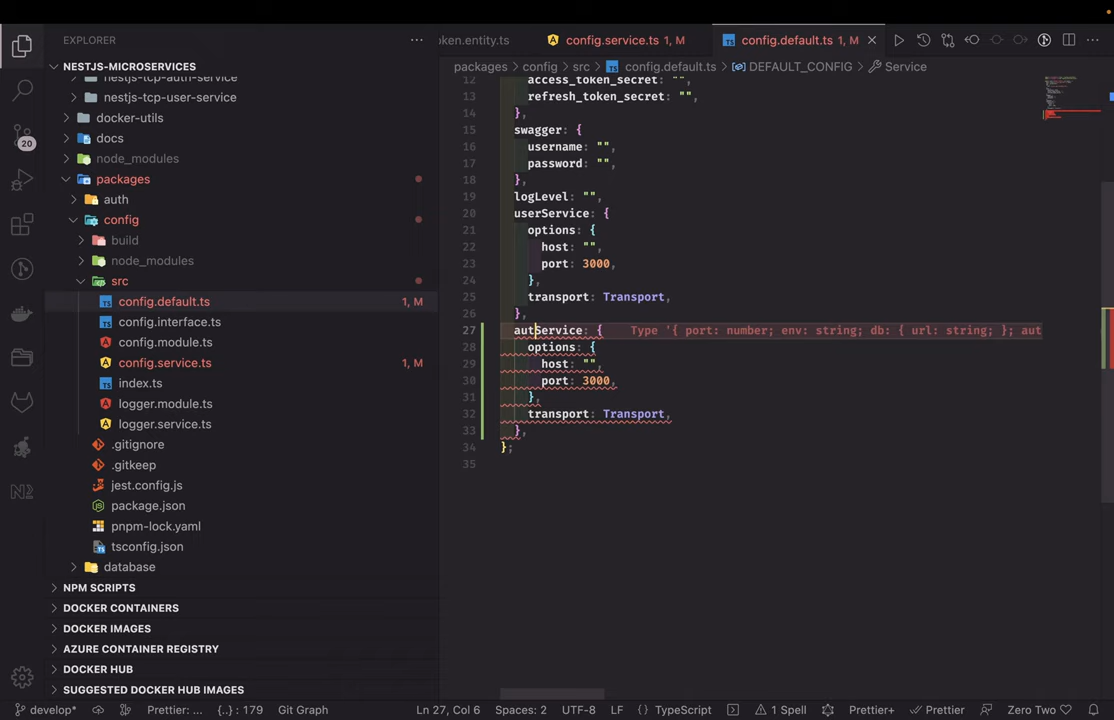 EXPLORER
NESTJS-MICROSERVICES
nestjs-tcp-auth-service
nestjs-tcp-user-service
docker-utils
docs
node_modules
packages
auth
config
build
node_modules
src
config.default.ts 1, M
config.interface.ts
config.module.ts
config.service.ts 1, M
index.ts
logger.module.ts
logger.service.ts
.gitignore
.gitkeep
jest.config.js
package.json
pnpm-lock.yaml
tsconfig.json
database
NPM SCRIPTS
DOCKER CONTAINERS
DOCKER IMAGES
AZURE CONTAINER REGISTRY
DOCKER HUB
SUGGESTED DOCKER HUB IMAGES
20
N2
oken.entity.ts config.service.ts 1, M config.default.ts 1, M
packages > config > src > config.default.ts > DEFAULT_CONFIG > Service
12 access_token_secret: "",
13 refresh_token_secret: "",
14 },
15 swagger: {
16 username: "",
17 password: "",
18 },
19 logLevel: "",
20 userService: {
21 options: {
22 host: "",
23 port: 3000,
24 },
25 transport: Transport,
26 },
27 autService: { Type '{ port: number; env: string; db: { url: string; }; aut
28 options: {
29 host: "",
30 port: 3000,
31 },
32 transport: Transport,
33 },
34 };
35
develop* Prettier: ... {..} : 179 Git Graph Ln 27, Col 6 Spaces: 2 UTF-8 LF {} TypeScript 1 Spell Prettier+ Prettier Zero Two